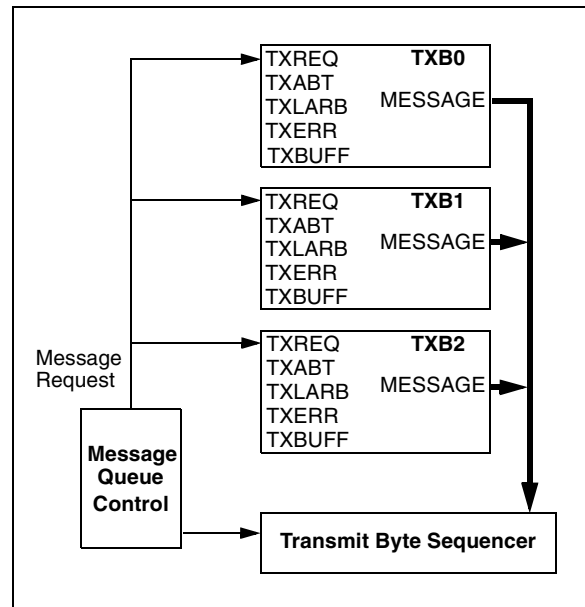 TXREQ TXB0
TXABT
TXLARB MESSAGE
TXERR
TXBUFF
TXREQ TXB1
TXABT
TXLARB MESSAGE
TXERR
TXBUFF
TXREQ TXB2
TXABT
TXLARB MESSAGE
TXERR
TXBUFF
Message
Request
Message
Queue
Control
Transmit Byte Sequencer